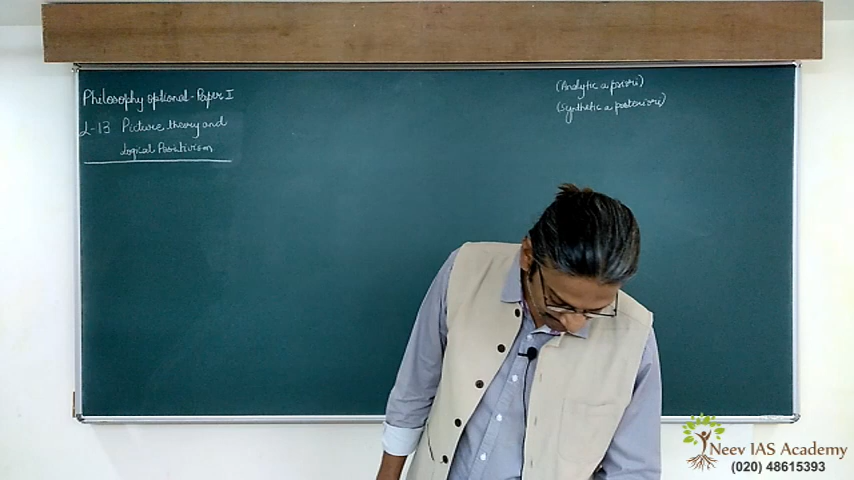 Philosophy optional - Paper I
L-13 Picture theory and
Logical Positivism
(Analytic a priori)
(Synthetic a posteriori)
Neev IAS Academy
(020) 48615393